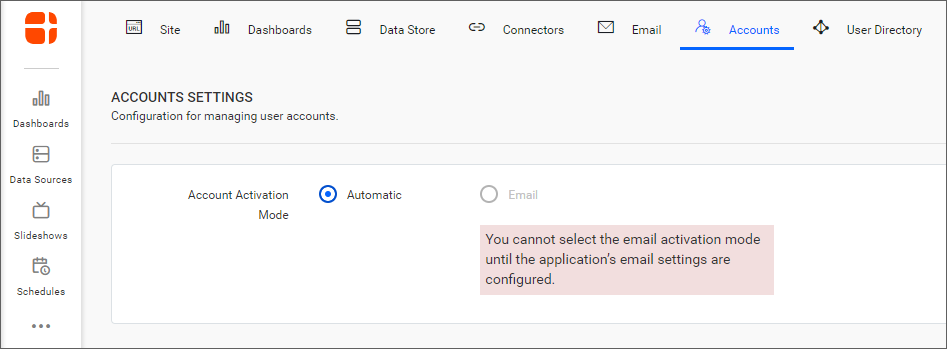 URL Site Dashboards Data Store Connectors Email Accounts User Directory
ACCOUNTS SETTINGS
Configuration for managing user accounts.
Dashboards
Data Sources
Slideshows
Schedules
Account Activation
Mode
Automatic
Email
You cannot select the email activation mode
until the application’s email settings are
configured.